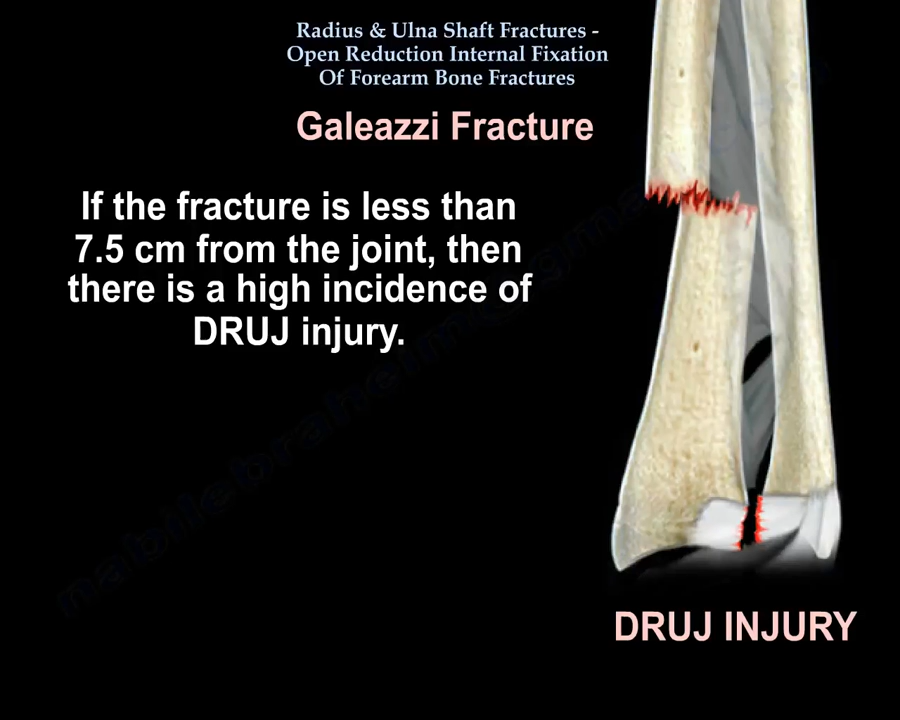 Radius & Ulna Shaft Fractures -
Open Reduction Internal Fixation
Of Forearm Bone Fractures
Galeazzi Fracture
If the fracture is less than
7.5 cm from the joint, then
there is a high incidence of
DRUJ injury.
DRUJ INJURY